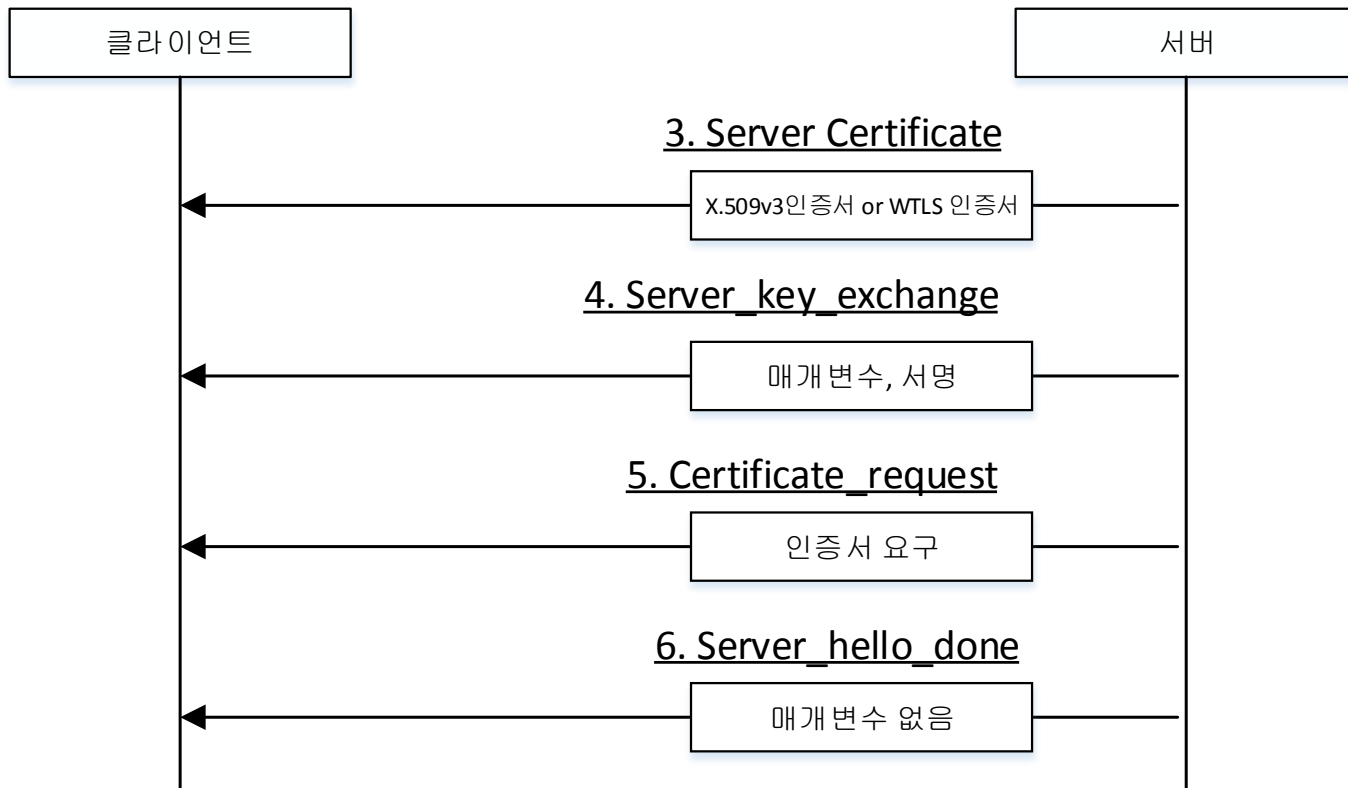 클라이언트
서버
3. Server Certificate
X.509v3인증서 or WTLS 인증서
4. Server_key_exchange
매개변수, 서명
5. Certificate_request
인증서 요구
6. Server_hello_done
매개변수 없음